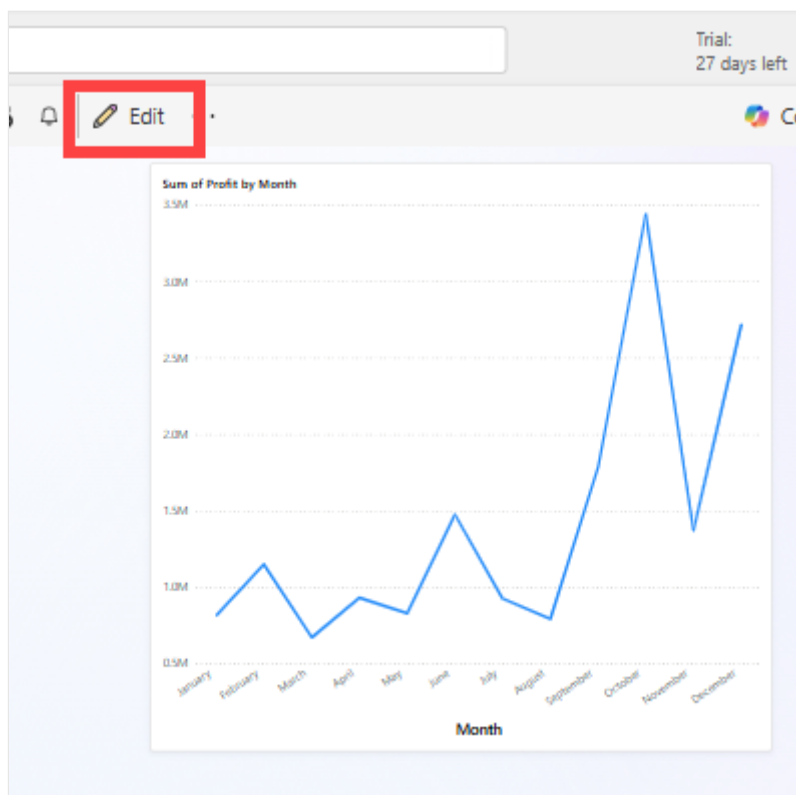 Trial:
27 days left
Edit
Sum of Profit by Month
3.5M
3.0M
2.5M
2.0M
1.5M
1.0M
0.5M
January
February
March
April
May
June
July
August
September
October
November
December
Month